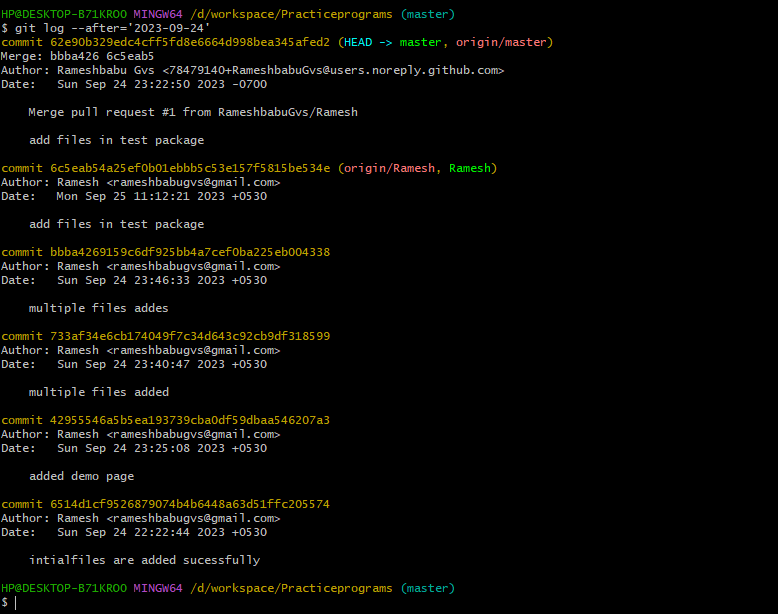 HP@DESKTOP-B71KROO MINGW64 /d/workspace/Practiceprograms (master)
$ git log --after='2023-09-24'
commit 62e90b329edc4cff5fd8e6664d998bea345afed2 (HEAD -> master, origin/master)
Merge: bbba426 6c5eab5
Author: Rameshbabu Gvs <78479140+RameshbabuGvs@users.noreply.github.com>
Date:   Sun Sep 24 23:22:50 2023 -0700

    Merge pull request #1 from RameshbabuGvs/Ramesh

    add files in test package

commit 6c5eab54a25ef0b01ebbb5c53e157f5815be534e (origin/Ramesh, Ramesh)
Author: Ramesh <rameshbabugvs@gmail.com>
Date:   Mon Sep 25 11:12:21 2023 +0530

    add files in test package

commit bbba4269159c6df925bb4a7cef0ba225eb004338
Author: Ramesh <rameshbabugvs@gmail.com>
Date:   Sun Sep 24 23:46:33 2023 +0530

    multiple files addes

commit 733af34e6cb174049f7c34d643c92cb9df318599
Author: Ramesh <rameshbabugvs@gmail.com>
Date:   Sun Sep 24 23:40:47 2023 +0530

    multiple files added

commit 42955546a5b5ea193739cba0df59dbaa546207a3
Author: Ramesh <rameshbabugvs@gmail.com>
Date:   Sun Sep 24 23:25:08 2023 +0530

    added demo page

commit 6514d1cf9526879074b4b6448a63d51ffc205574
Author: Ramesh <rameshbabugvs@gmail.com>
Date:   Sun Sep 24 22:22:44 2023 +0530

    intialfiles are added sucessfully

HP@DESKTOP-B71KROO MINGW64 /d/workspace/Practiceprograms (master)
$